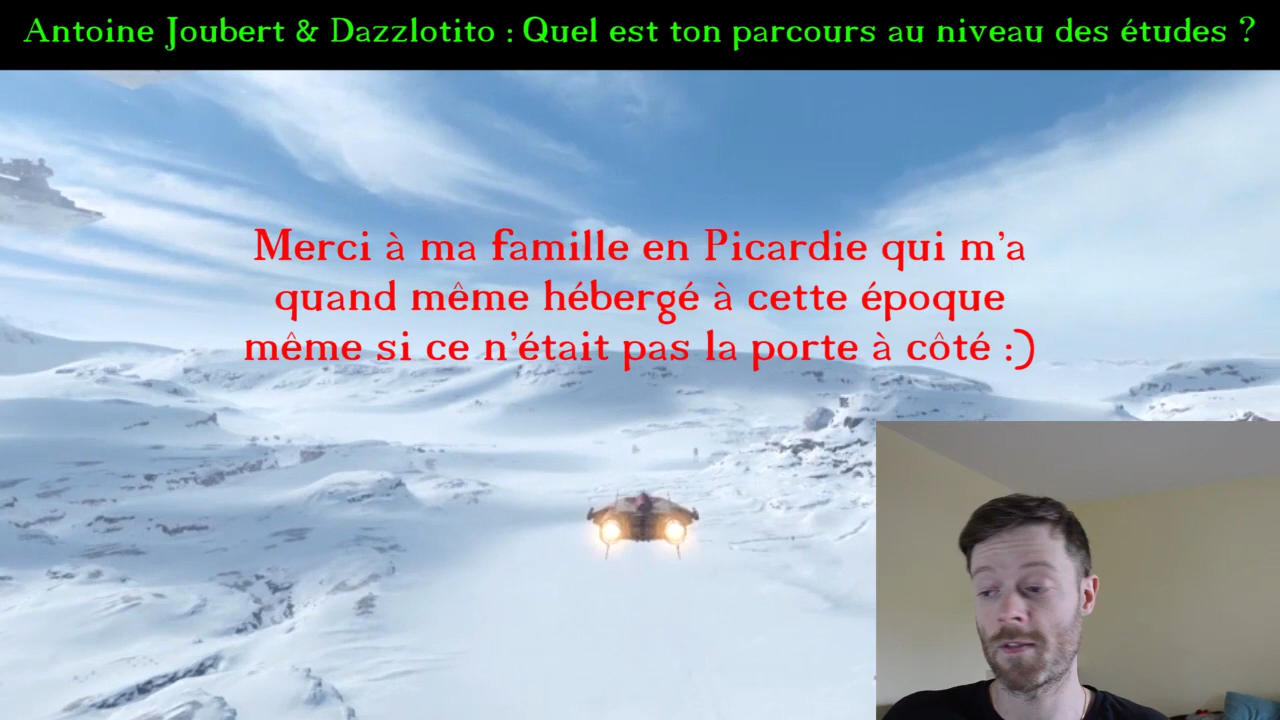 Antoine Joubert & Dazzlotito : Quel est ton parcours au niveau des études ?
Merci à ma famille en Picardie qui m'a
quand même hébergé à cette époque
même si ce n'était pas la porte à côté :)